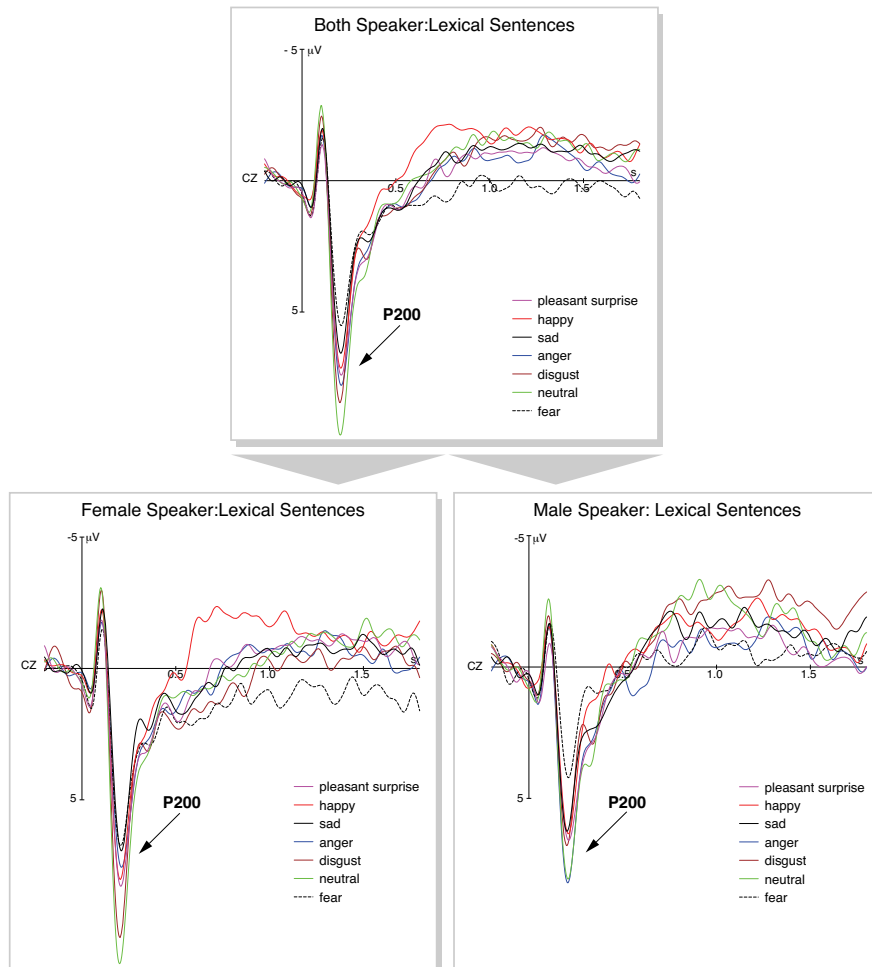 Both Speaker:Lexical Sentences
- 5
µV
CZ
0.5
1.0
1.5
s
5
P200
pleasant surprise
happy
sad
anger
disgust
neutral
fear
Female Speaker:Lexical Sentences
-5
µV
CZ
0.5
1.0
1.5
s
5
P200
pleasant surprise
happy
sad
anger
disgust
neutral
fear
Male Speaker: Lexical Sentences
-5
µV
CZ
0.5
1.0
1.5
s
5
P200
pleasant surprise
happy
sad
anger
disgust
neutral
fear